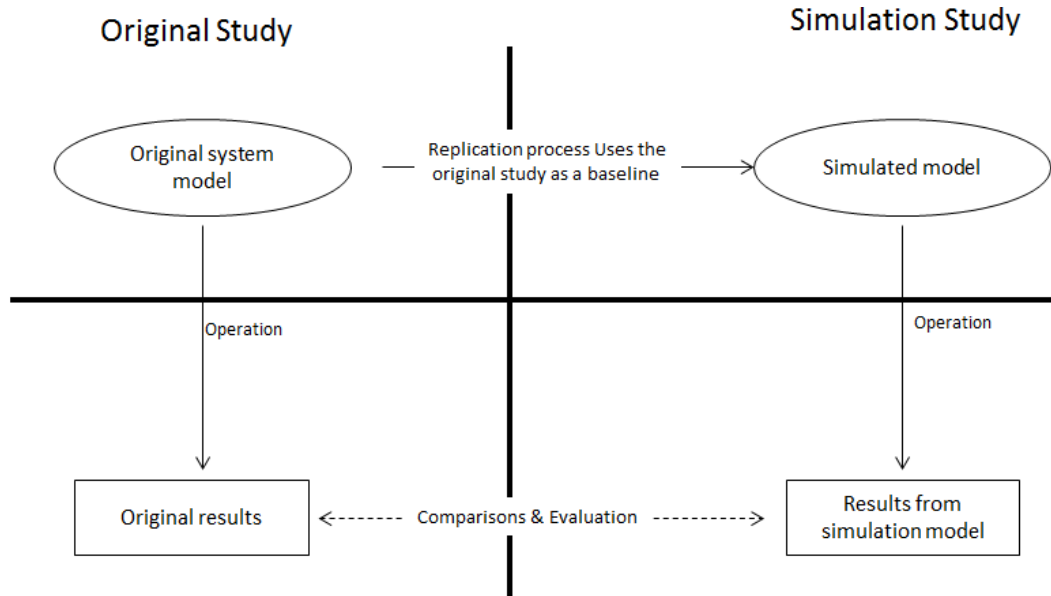 Original Study
Simulation Study
Original system
model
Replication process Uses the
original study as a baseline
Simulated model
Operation
Operation
Original results
Comparisons & Evaluation
Results from
simulation model